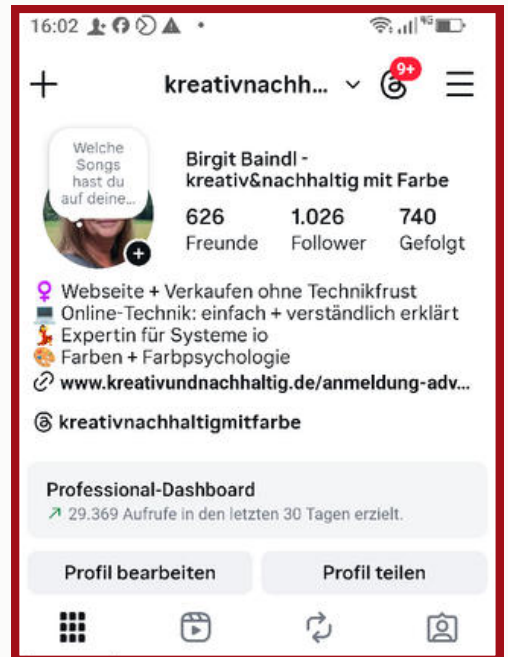 16:02
4G
kreativnachh...
9+
Welche
Songs
hast du
auf deine...
Birgit Baindl -
kreativ&nachhaltig mit Farbe
626 1.026 740
Freunde Follower Gefolgt
Webseite + Verkaufen ohne Technikfrust
Online-Technik: einfach + verständlich erklärt
Expertin für Systeme io
Farben + Farbpsychologie
www.kreativundnachhaltig.de/anmeldung-adv...
kreativnachhaltigmitfarbe
Professional-Dashboard
29.369 Aufrufe in den letzten 30 Tagen erzielt.
Profil bearbeiten Profil teilen